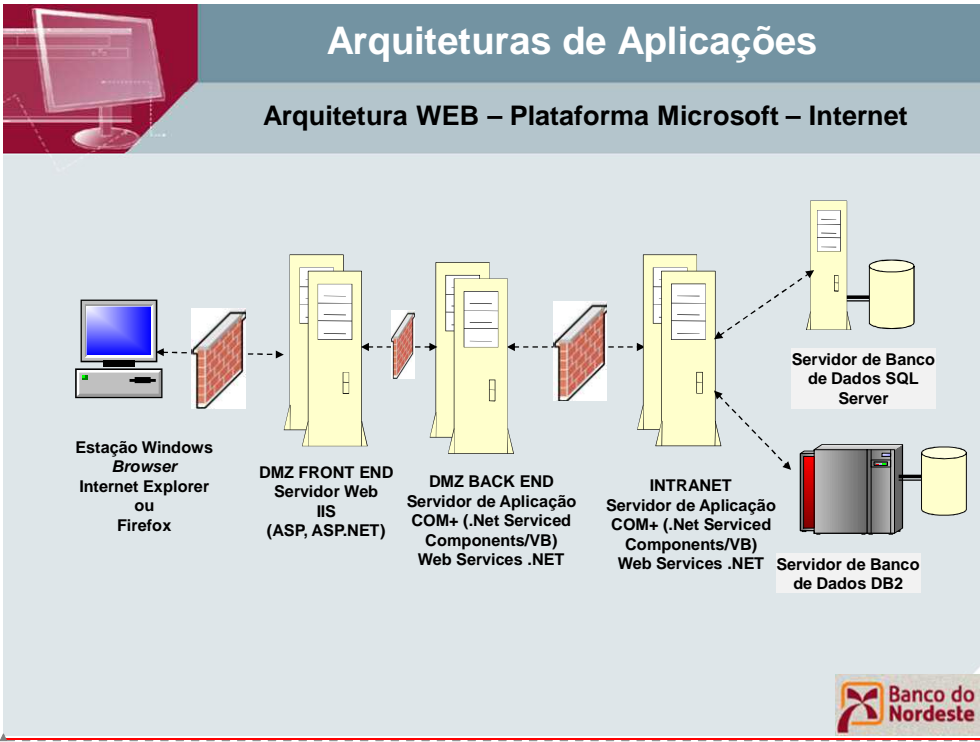 Arquiteturas de Aplicações
Arquitetura WEB – Plataforma Microsoft – Internet
Estação Windows
Browser
Internet Explorer
ou
Firefox
DMZ FRONT END
Servidor Web
IIS
(ASP, ASP.NET)
DMZ BACK END
Servidor de Aplicação
COM+ (.Net Serviced
Components/VB)
Web Services .NET
INTRANET
Servidor de Aplicação
COM+ (.Net Serviced
Components/VB)
Web Services .NET
Servidor de Banco
de Dados SQL
Server
Servidor de Banco
de Dados DB2
Banco do
Nordeste